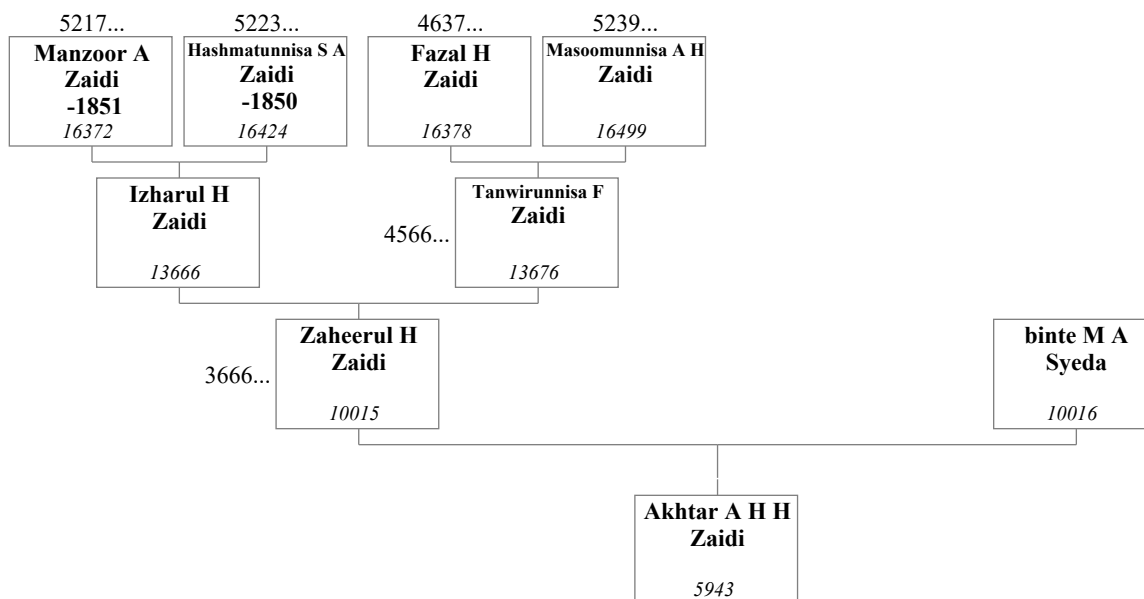 5217...
5223...
4637...
5239...
Manzoor A
Zaidi
-1851
16372
Hashmatunnisa S A
Zaidi
-1850
16424
Fazal H
Zaidi
16378
Masoomunnisa A H
Zaidi
16499
Izharul H
Zaidi
13666
4566...
Tanwirunnisa F
Zaidi
13676
3666...
Zaheerul H
Zaidi
10015
binte M A
Syeda
10016
Akhtar A H H
Zaidi
5943